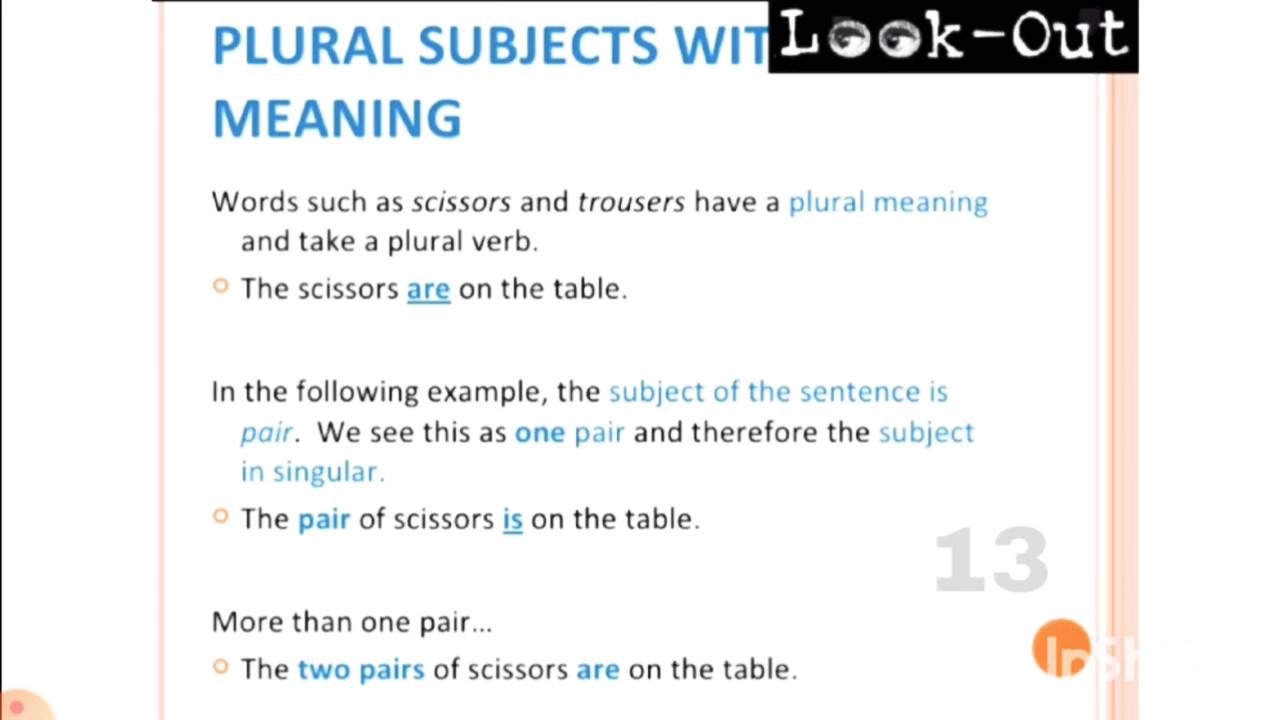 PLURAL SUBJECTS WIT
Look-Out
MEANING
Words such as scissors and trousers have a plural meaning
and take a plural verb.
The scissors are on the table.
In the following example, the subject of the sentence is
pair. We see this as one pair and therefore the subject
in singular.
The pair of scissors is on the table.
13
More than one pair...
The two pairs of scissors are on the table.